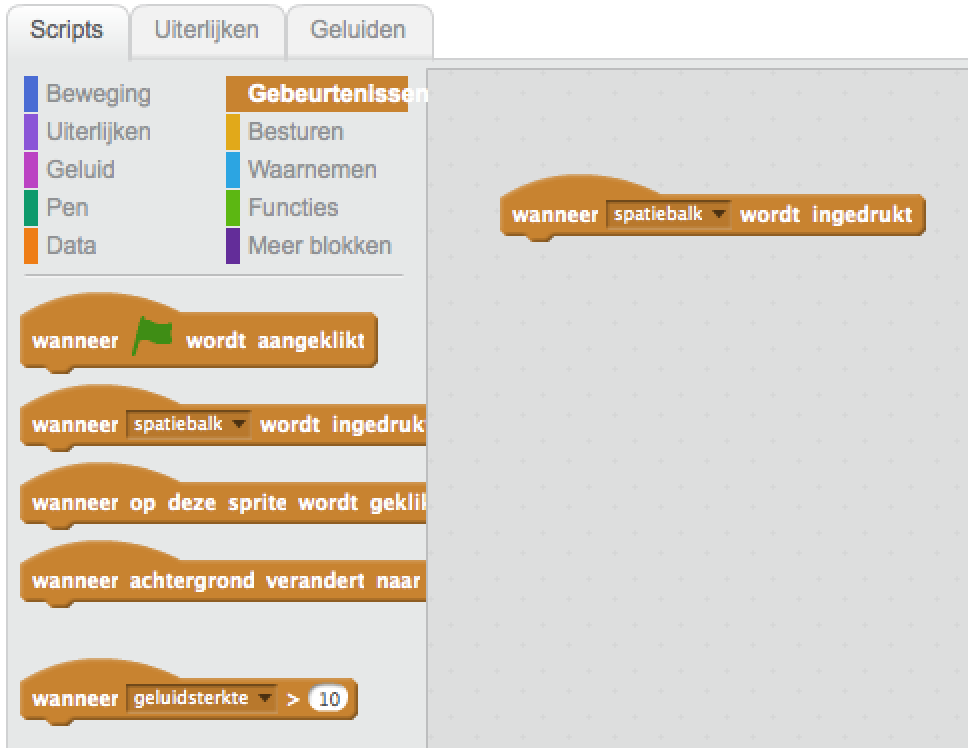 Scripts Uiterlijken Geluiden
Beweging Gebeurtenissen
Uiterlijken Besturen
Geluid Waarnemen
Pen Functies
Data Meer blokken
wanneer wordt aangeklikt
wanneer spatiebalk wordt ingedruk
wanneer op deze sprite wordt geklik
wanneer achtergrond verandert naar
wanneer geluidsterkte > 10
wanneer spatiebalk wordt ingedrukt